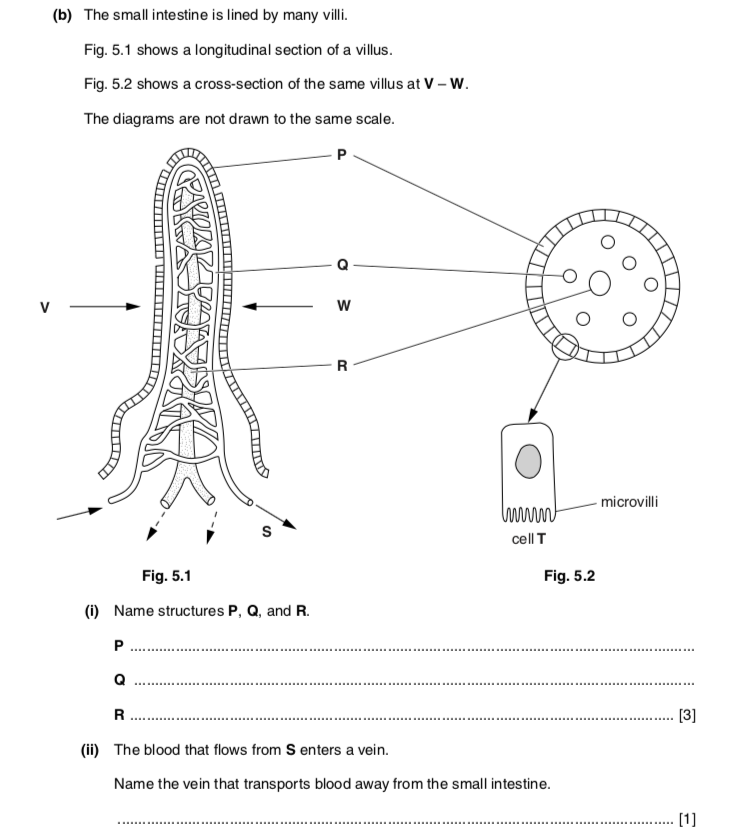 (b) The small intestine is lined by many villi.
Fig. 5.1 shows a longitudinal section of a villus.
Fig. 5.2 shows a cross-section of the same villus at V – W.
The diagrams are not drawn to the same scale.
P
Q
V
W
R
microvilli
S
cell T
Fig. 5.1
Fig. 5.2
(i) Name structures P, Q, and R.
P ..........
Q ..........
R .......... [3]
(ii) The blood that flows from S enters a vein.
Name the vein that transports blood away from the small intestine.
.......... [1]